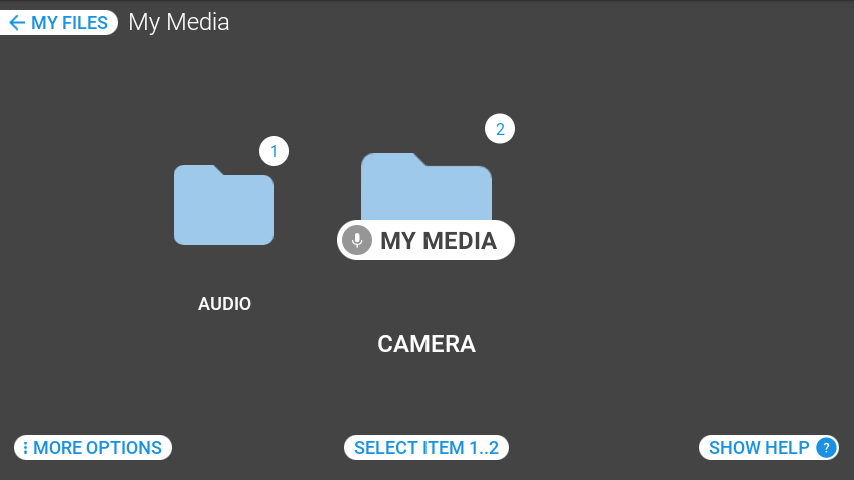 MY FILES
My Media
1
2
MY MEDIA
AUDIO
CAMERA
MORE OPTIONS
SELECT ITEM 1..2
SHOW HELP ?